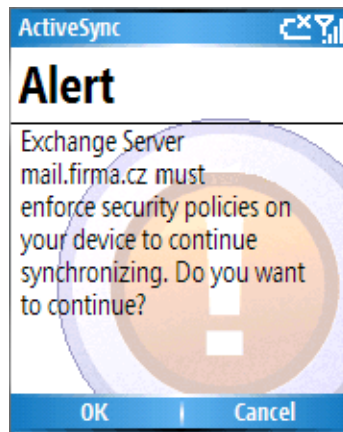 ActiveSync
Alert
Exchange Server
mail.firma.cz must
enforce security policies on
your device to continue
synchronizing. Do you want
to continue?
OK
Cancel